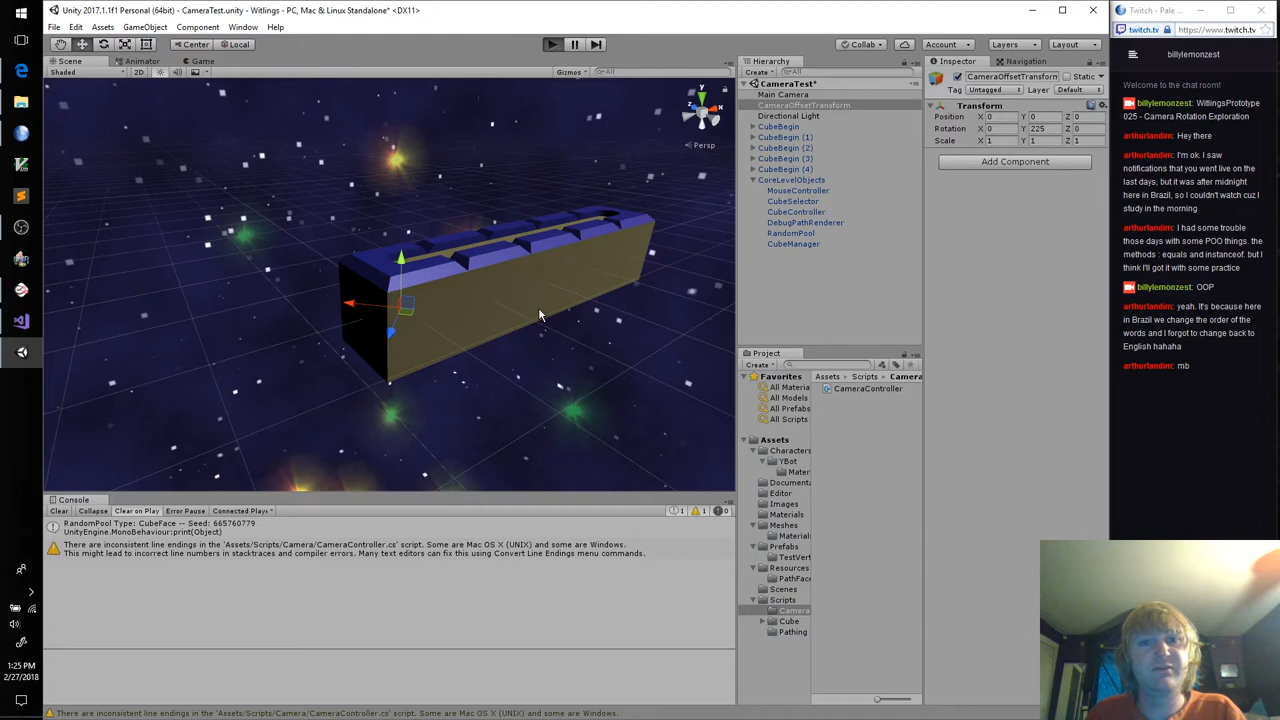 Unity 2017.1.1f1 Personal (64bit) - CameraTest.unity - Witlings - PC, Mac & Linux Standalone* <DX11>
File Edit Assets GameObject Component Window Help
Center Local
Collab Account Layers Layout
Scene Animator Game
Shaded 2D Gizmos All
y
x
z
Persp
Hierarchy
Create All
CameraTest*
Main Camera
CameraOffsetTransform
Directional Light
CubeBegin
CubeBegin (1)
CubeBegin (2)
CubeBegin (3)
CubeBegin (4)
CoreLevelObjects
MouseController
CubeSelector
CubeController
DebugPathRenderer
RandomPool
CubeManager
Inspector Navigation
CameraOffsetTransform Static
Tag Untagged Layer Default
Transform
Position X 0 Y 0 Z 0
Rotation X 0 Y 225 Z 0
Scale X 1 Y 1 Z 1
Add Component
Project
Create
Favorites
All Materia
All Models
All Prefabs
All Scripts
Assets
Characters
YBot
Mater
Documenta
Editor
Images
Materials
Meshes
Materials
Prefabs
TestVert
Resources
PathFace
Scenes
Scripts
Camera
Cube
Pathing
Assets Scripts Camera
CameraController
Console
Clear Collapse Clear on Play Error Pause Connected Player 1 1 0
RandomPool Type: CubeFace -- Seed: 665760779
UnityEngine.MonoBehaviour:print(Object)
There are inconsistent line endings in the 'Assets/Scripts/Camera/CameraController.cs' script. Some are Mac OS X (UNIX) and some are Windows.
This might lead to incorrect line numbers in stacktraces and compiler errors. Many text editors can fix this using Convert Line Endings menu commands.
There are inconsistent line endings in the 'Assets/Scripts/Camera/CameraController.cs' script. Some are Mac OS X (UNIX) and some are Windows.
1:25 PM
2/27/2018
Twitch - Pale
twitch.tv https://www.twitch.tv
billylemonzest
Welcome to the chat room!
billylemonzest: WitlingsPrototype
025 - Camera Rotation Exploration
arthurlandim: Hey there
arthurlandim: I'm ok. I saw
notifications that you went live on the
last days, but it was after midnight
here in Brazil, so I couldn't watch cuz I
study in the morning
arthurlandim: I had some trouble
those days with some POO things. the
methods : equals and instanceof. but I
think I'll got it with some practice
billylemonzest: OOP
arthurlandim: yeah. It's because here
in Brazil we change the order of the
words and I forgot to change back to
English hahaha
arthurlandim: mb